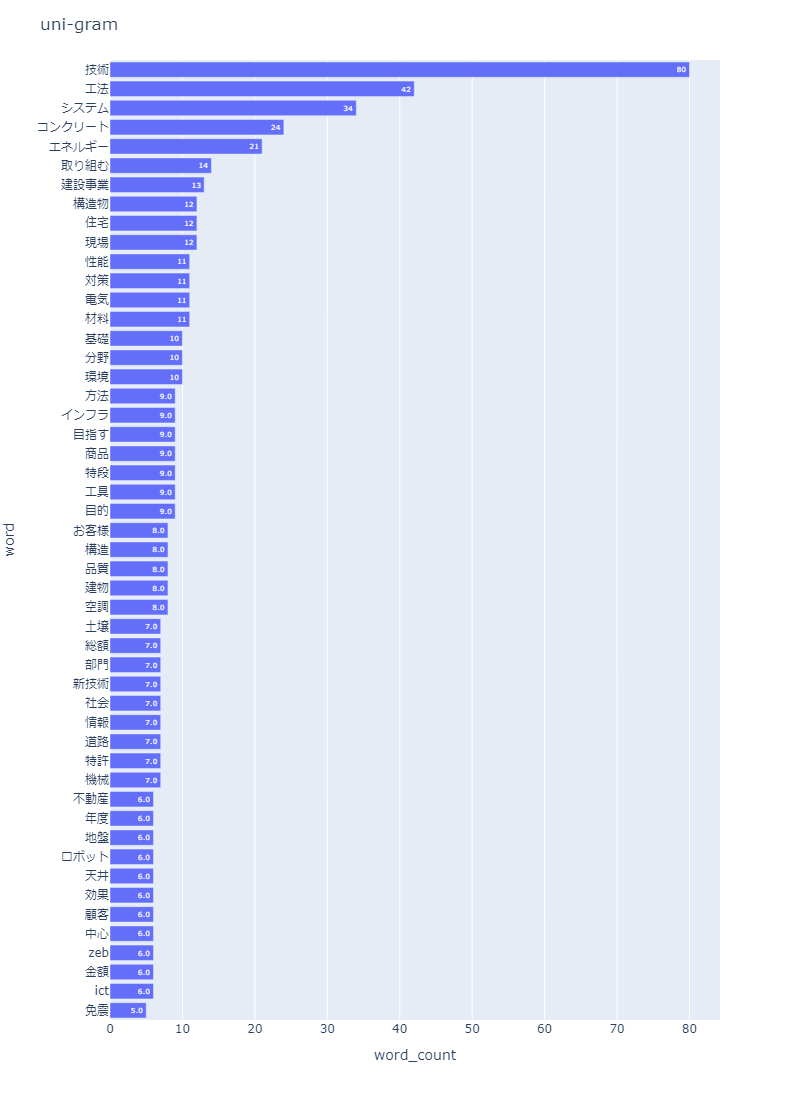 uni-gram
技術 80
工法 42
システム 34
コンクリート 24
エネルギー 21
取り組む 14
建設事業 13
構造物 12
住宅 12
現場 12
性能 11
対策 11
電気 11
材料 11
基礎 10
分野 10
環境 10
方法 9.0
インフラ 9.0
目指す 9.0
商品 9.0
特段 9.0
工具 9.0
目的 9.0
お客様 8.0
構造 8.0
品質 8.0
建物 8.0
空調 8.0
土壌 7.0
総額 7.0
部門 7.0
新技術 7.0
社会 7.0
情報 7.0
道路 7.0
特許 7.0
機械 7.0
不動産 6.0
年度 6.0
地盤 6.0
ロボット 6.0
天井 6.0
効果 6.0
顧客 6.0
中心 6.0
zeb 6.0
金額 6.0
ict 6.0
免震 5.0
word
0 10 20 30 40 50 60 70 80
word_count